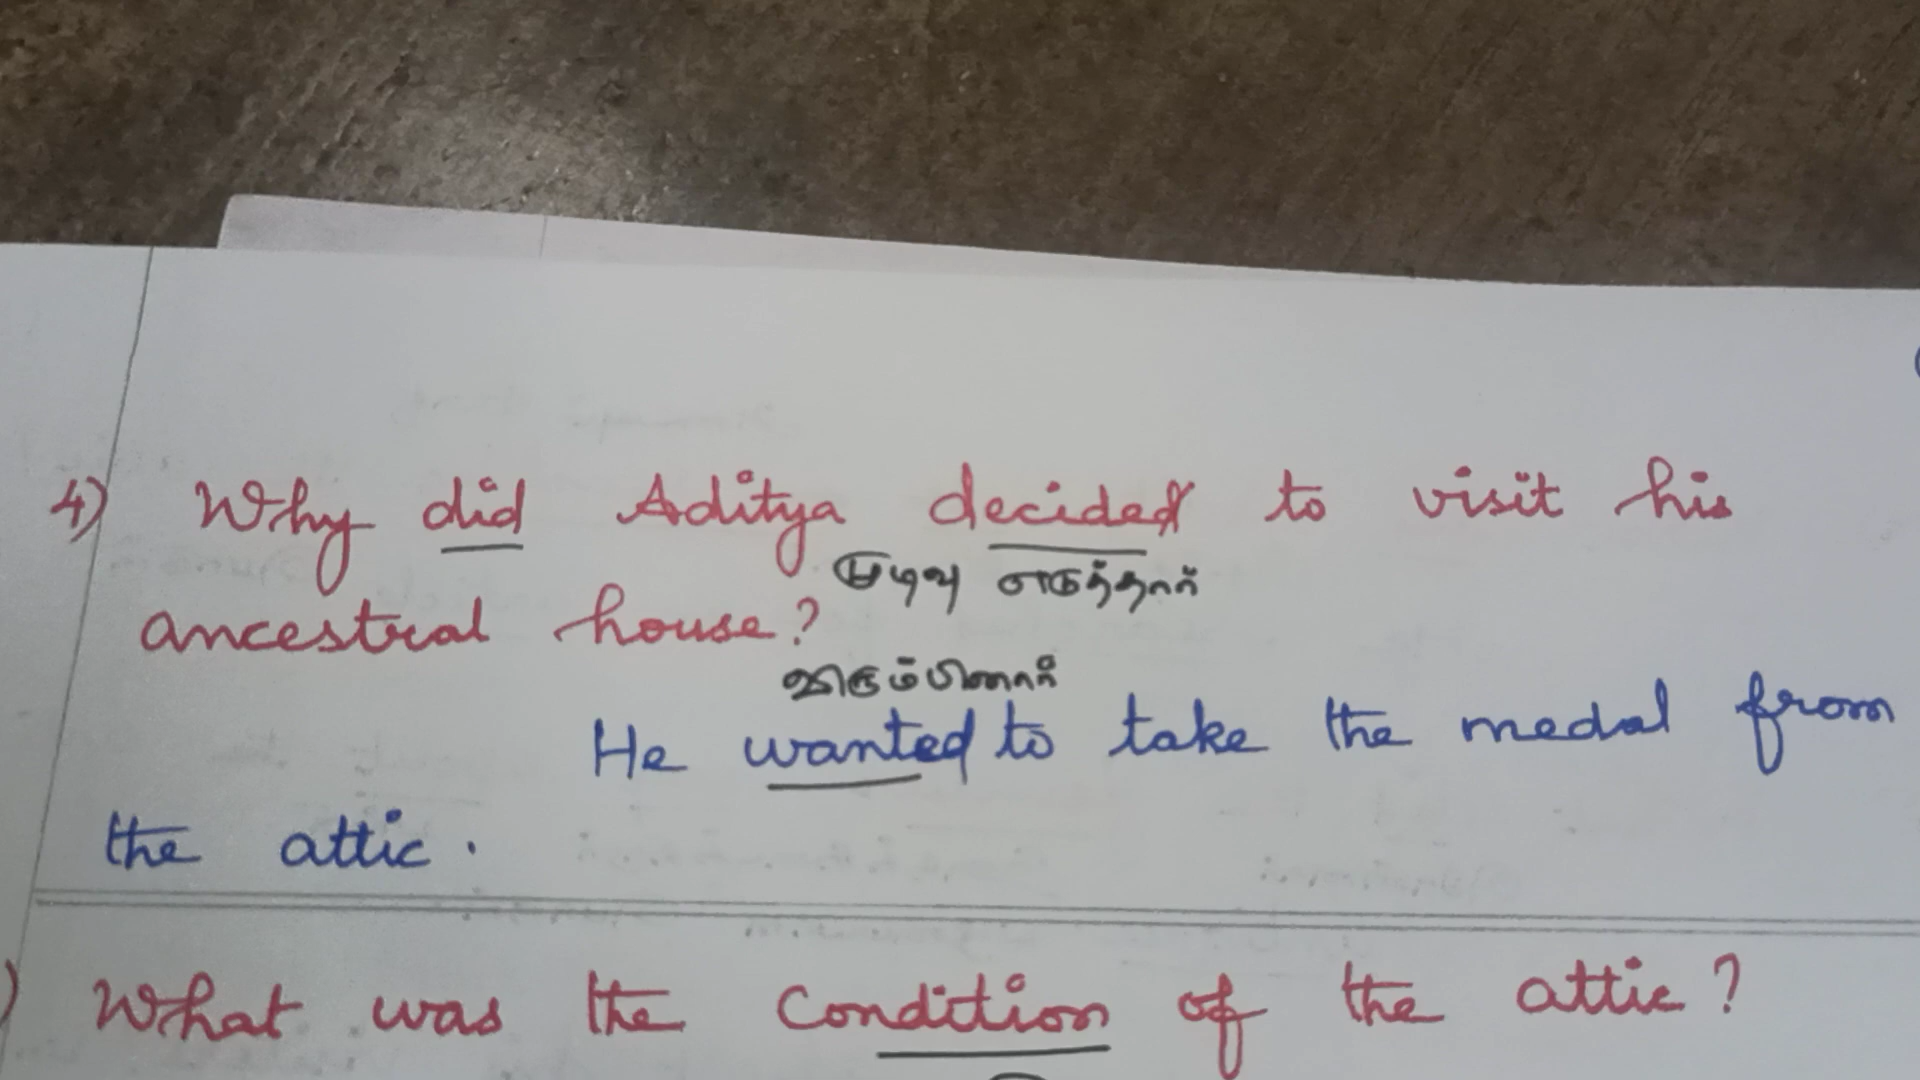 4) Why did Aditya decided to visit his
முடிவு எடுத்தார்
ancestral house?
விரும்பினார்
He wanted to take the medal from
the attic.
) What was the condition of the attic?